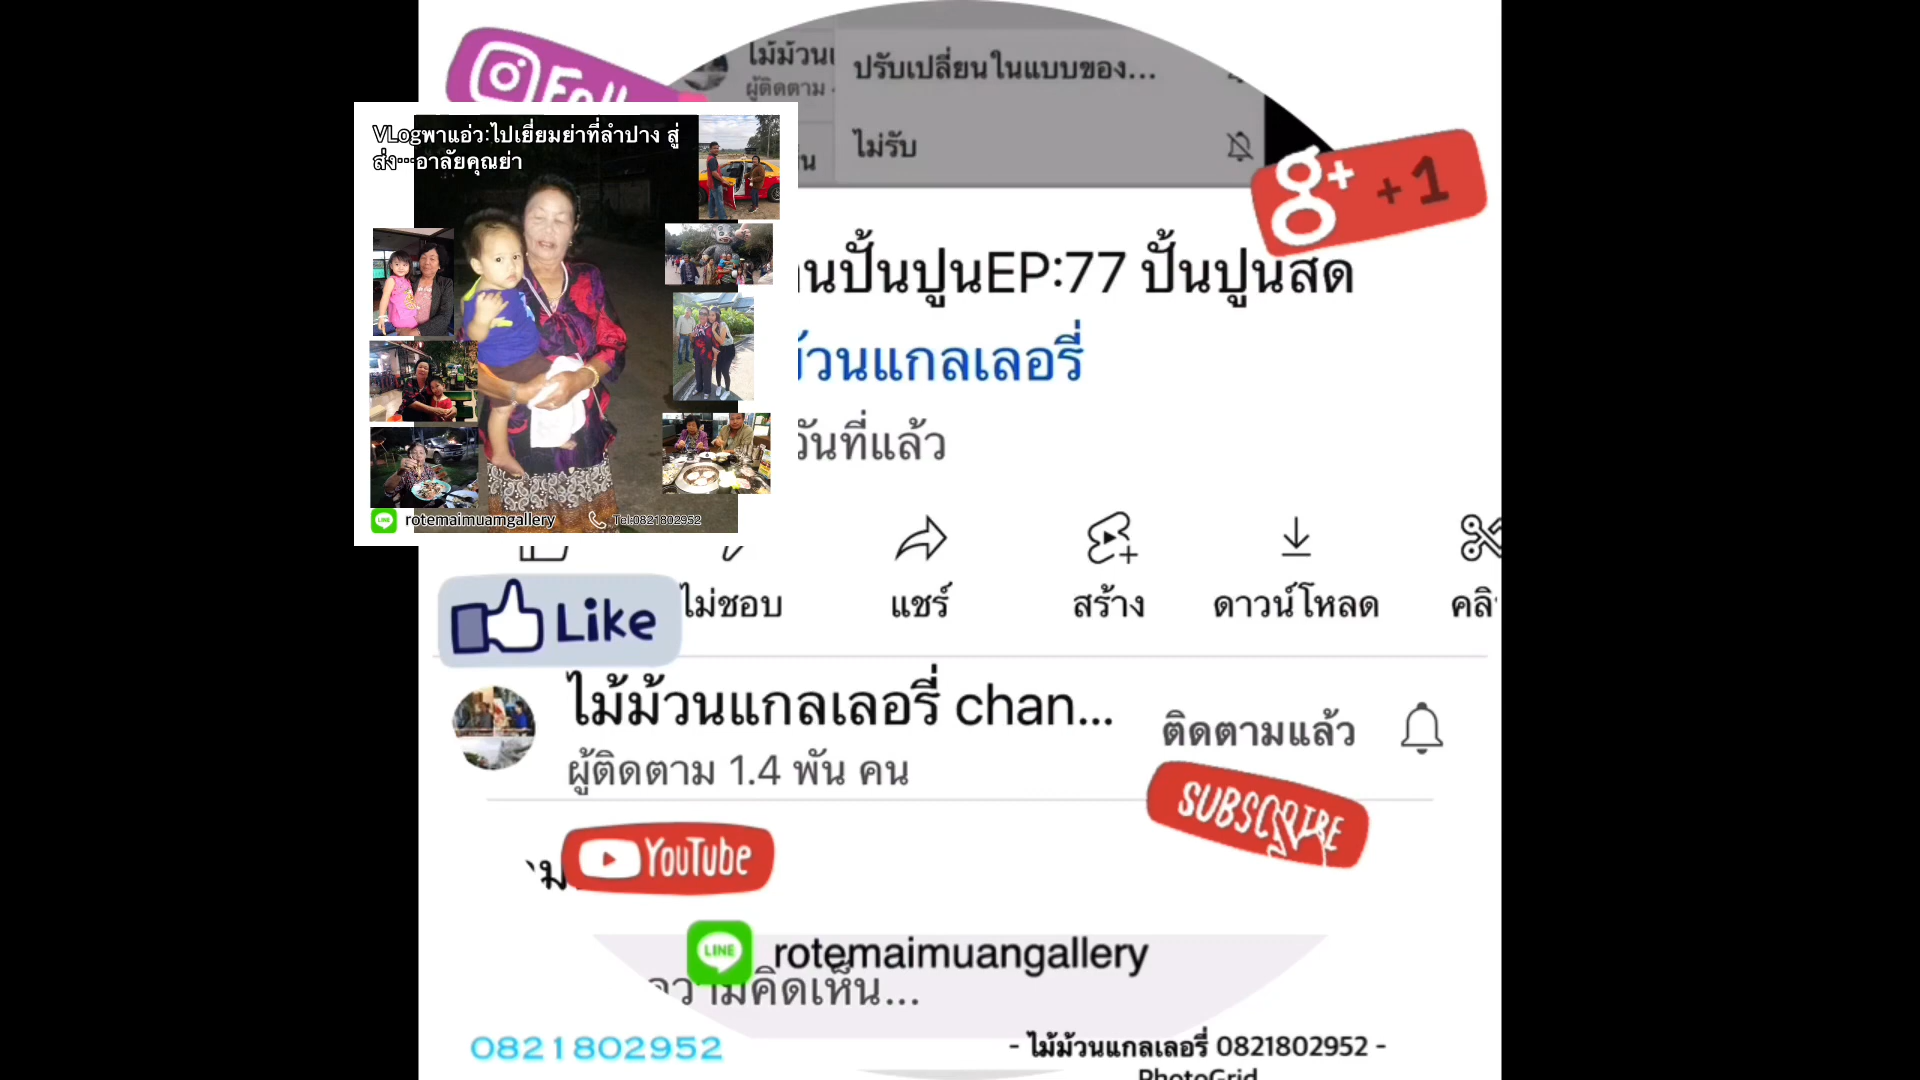 ไม้ม้วน
ผู้ติดตาม
ปรับเปลี่ยนในแบบของ...
ไม่รับ
+1
VLogพาแอ่ว:ไปเยี่ยมย่าที่ลำปาง สู่
ส่ง...อาลัยคุณย่า
LINE rotemaimuamgallery
Tel:0821802952
นปั้นปูนEP:77 ปั้นปูนสด
ม้วนแกลเลอรี่
วันที่แล้ว
Like
ไม่ชอบ
แชร์
สร้าง
ดาวน์โหลด
ไม้ม้วนแกลเลอรี่ chan...
ติดตามแล้ว
ผู้ติดตาม 1.4 พัน คน
SUBSCRIBE
YouTube
LINE rotemaimuangallery
ความคิดเห็น...
0821802952
- ไม้ม้วนแกลเลอรี่ 0821802952 -
PhotoGrid